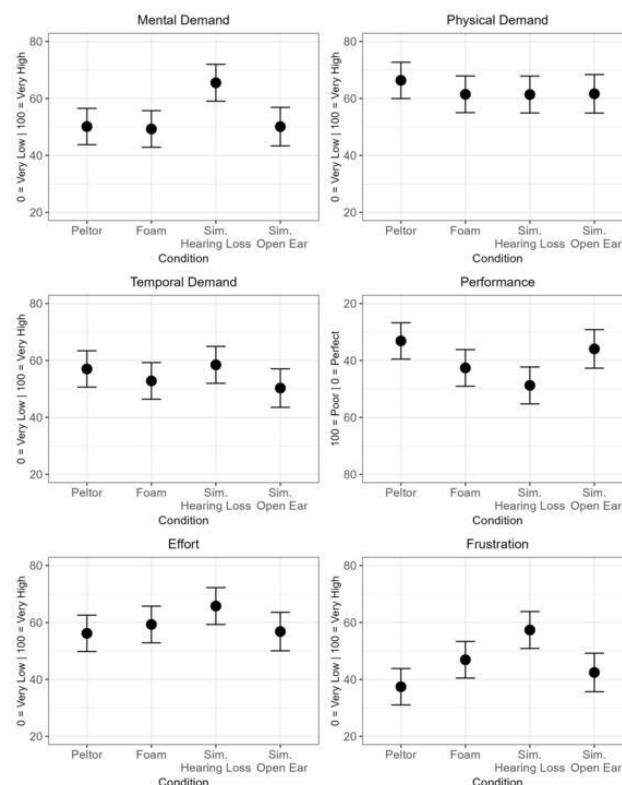 Mental Demand
0 = Very Low | 100 = Very High
80
60
40
20
Peltor
Foam
Sim.
Hearing Loss
Sim.
Open Ear
Condition
Physical Demand
0 = Very Low | 100 = Very High
80
60
40
20
Peltor
Foam
Sim.
Hearing Loss
Sim.
Open Ear
Condition
Temporal Demand
0 = Very Low | 100 = Very High
80
60
40
20
Peltor
Foam
Sim.
Hearing Loss
Sim.
Open Ear
Condition
Performance
100 = Poor | 0 = Perfect
20
40
60
80
Peltor
Foam
Sim.
Hearing Loss
Sim.
Open Ear
Condition
Effort
0 = Very Low | 100 = Very High
80
60
40
20
Peltor
Foam
Sim.
Hearing Loss
Sim.
Open Ear
Condition
Frustration
0 = Very Low | 100 = Very High
80
60
40
20
Peltor
Foam
Sim.
Hearing Loss
Sim.
Open Ear
Condition